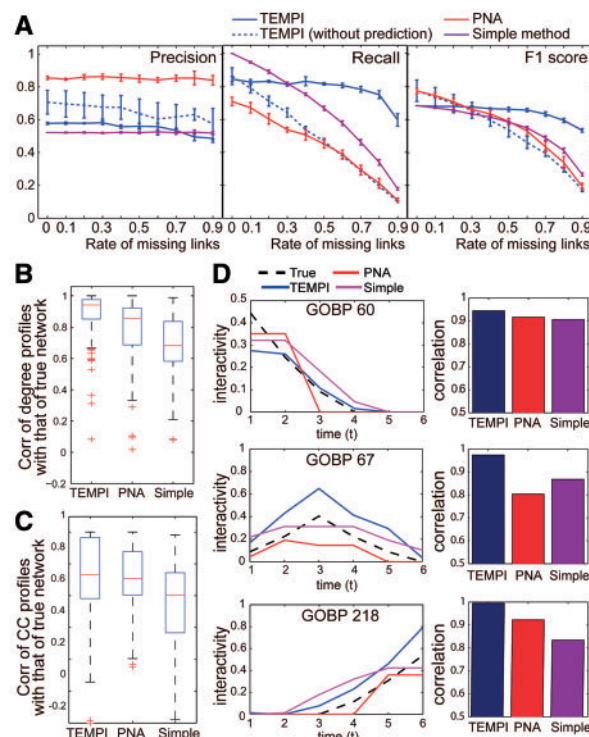 A
TEMPI
TEMPI (without prediction)
PNA
Simple method
Precision
Recall
F1 score
1
0.8
0.6
0.4
0.2
0
0 0.1 0.3 0.5 0.7 0.9
0 0.1 0.3 0.5 0.7 0.9
0 0.1 0.3 0.5 0.7 0.9
Rate of missing links
Rate of missing links
Rate of missing links
B
Corr of degree profiles
with that of true network
1
0.8
0.6
0.4
0.2
0
−0.2
TEMPI PNA Simple
C
Corr of CC profiles
with that of true network
0.8
0.6
0.4
0.2
0
-0.2
TEMPI PNA Simple
D
True
PNA
TEMPI
Simple
GOBP 60
interactivity
0.5
0.4
0.3
0.2
0.1
0
1 2 3 4 5 6
time (t)
correlation
1
0.9
0.8
0.7
0.6
0.5
TEMPI PNA Simple
GOBP 67
interactivity
1
0.8
0.6
0.4
0.2
0
1 2 3 4 5 6
time (t)
correlation
1
0.9
0.8
0.7
0.6
0.5
TEMPI PNA Simple
GOBP 218
interactivity
1
0.8
0.6
0.4
0.2
0
1 2 3 4 5 6
time (t)
correlation
1
0.9
0.8
0.7
0.6
0.5
TEMPI PNA Simple